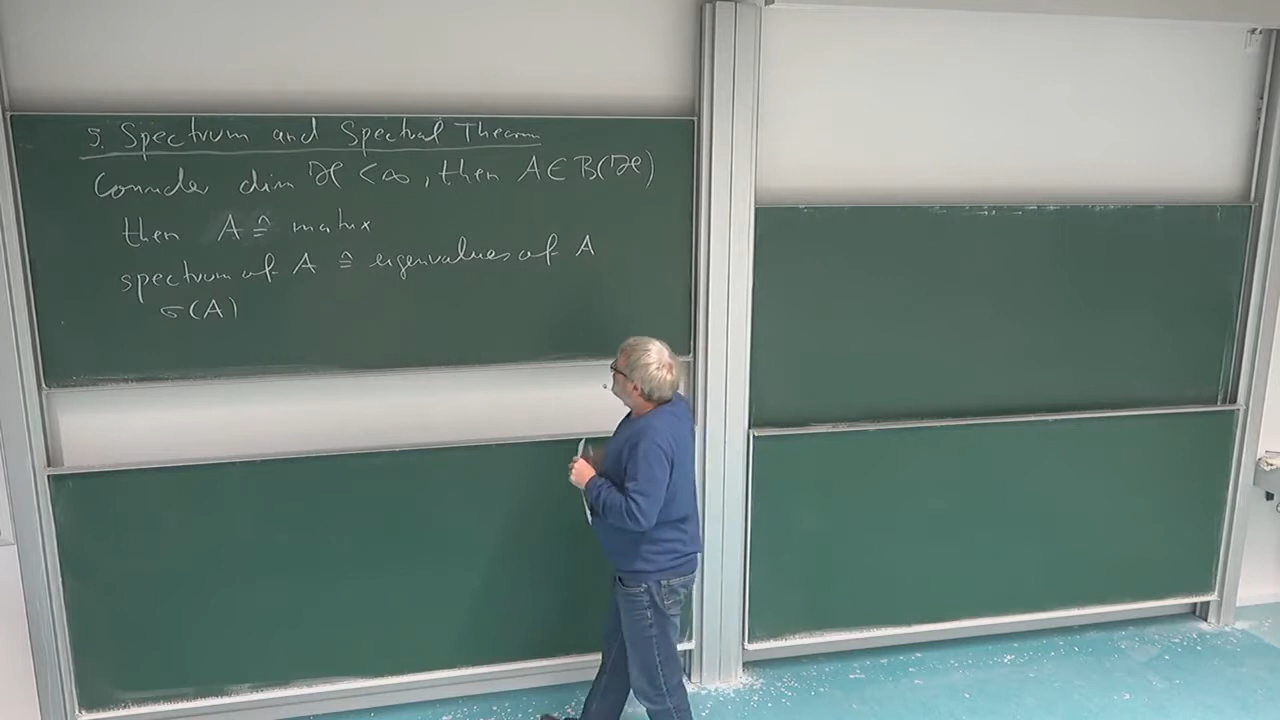 5. Spectrum and Spectral Theorem
Consider dim ℋ < ∞, then A ∈ B(ℋ)
then A ≙ matrix
spectrum of A ≙ eigenvalues of A
σ(A)